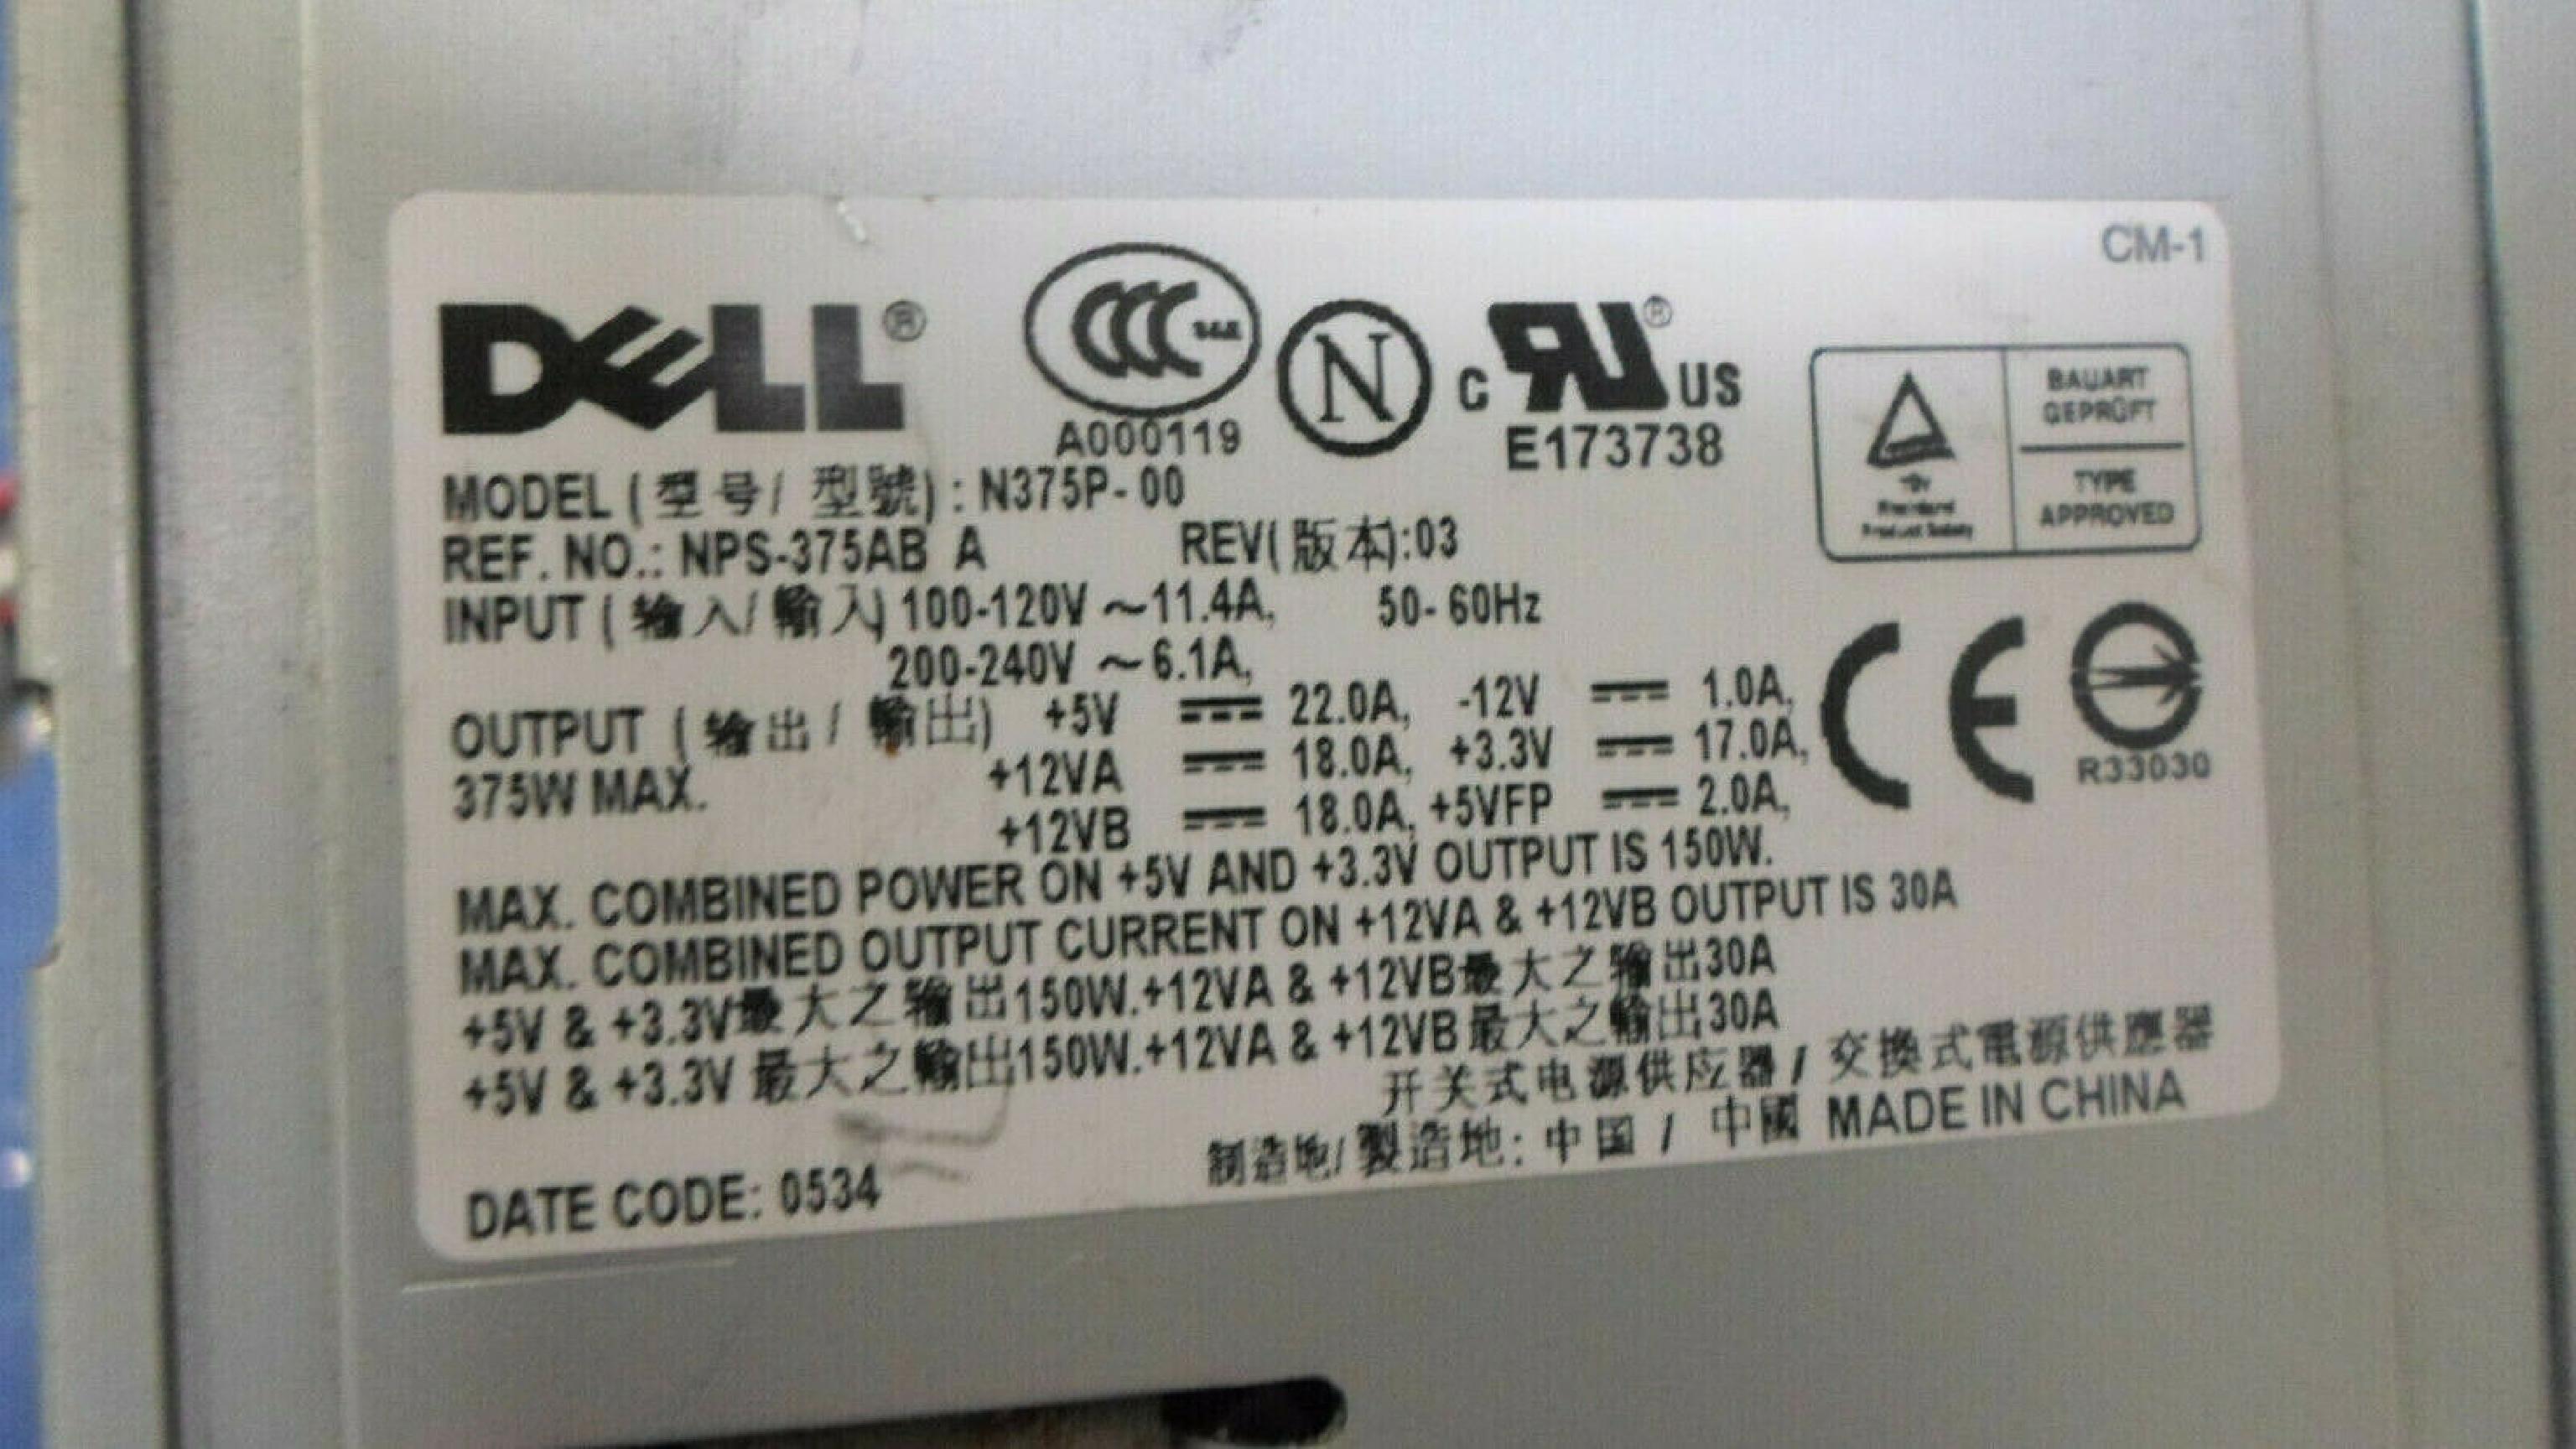 CM-1
DELL®
A000119
N
c RU® US
E173738
BAUART
GEPRÜFT
TYPE
APPROVED
MODEL (型号/ 型號) : N375P-00
REF. NO.: NPS-375AB A REV(版本):03
INPUT (输入/輸入) 100-120V ~11.4A, 50-60Hz
200-240V ~6.1A,
OUTPUT (输出/輸出) +5V ⎓ 22.0A, -12V ⎓ 1.0A,
375W MAX. +12VA ⎓ 18.0A, +3.3V ⎓ 17.0A,
+12VB ⎓ 18.0A, +5VFP ⎓ 2.0A,
CE
R33030
MAX. COMBINED POWER ON +5V AND +3.3V OUTPUT IS 150W.
MAX. COMBINED OUTPUT CURRENT ON +12VA & +12VB OUTPUT IS 30A
+5V & +3.3V最大之输出150W.+12VA & +12VB最大之输出30A
+5V & +3.3V 最大之輸出150W.+12VA & +12VB最大之輸出30A
开关式电源供应器 / 交換式電源供應器
制造地/製造地: 中国 / 中國 MADE IN CHINA
DATE CODE: 0534